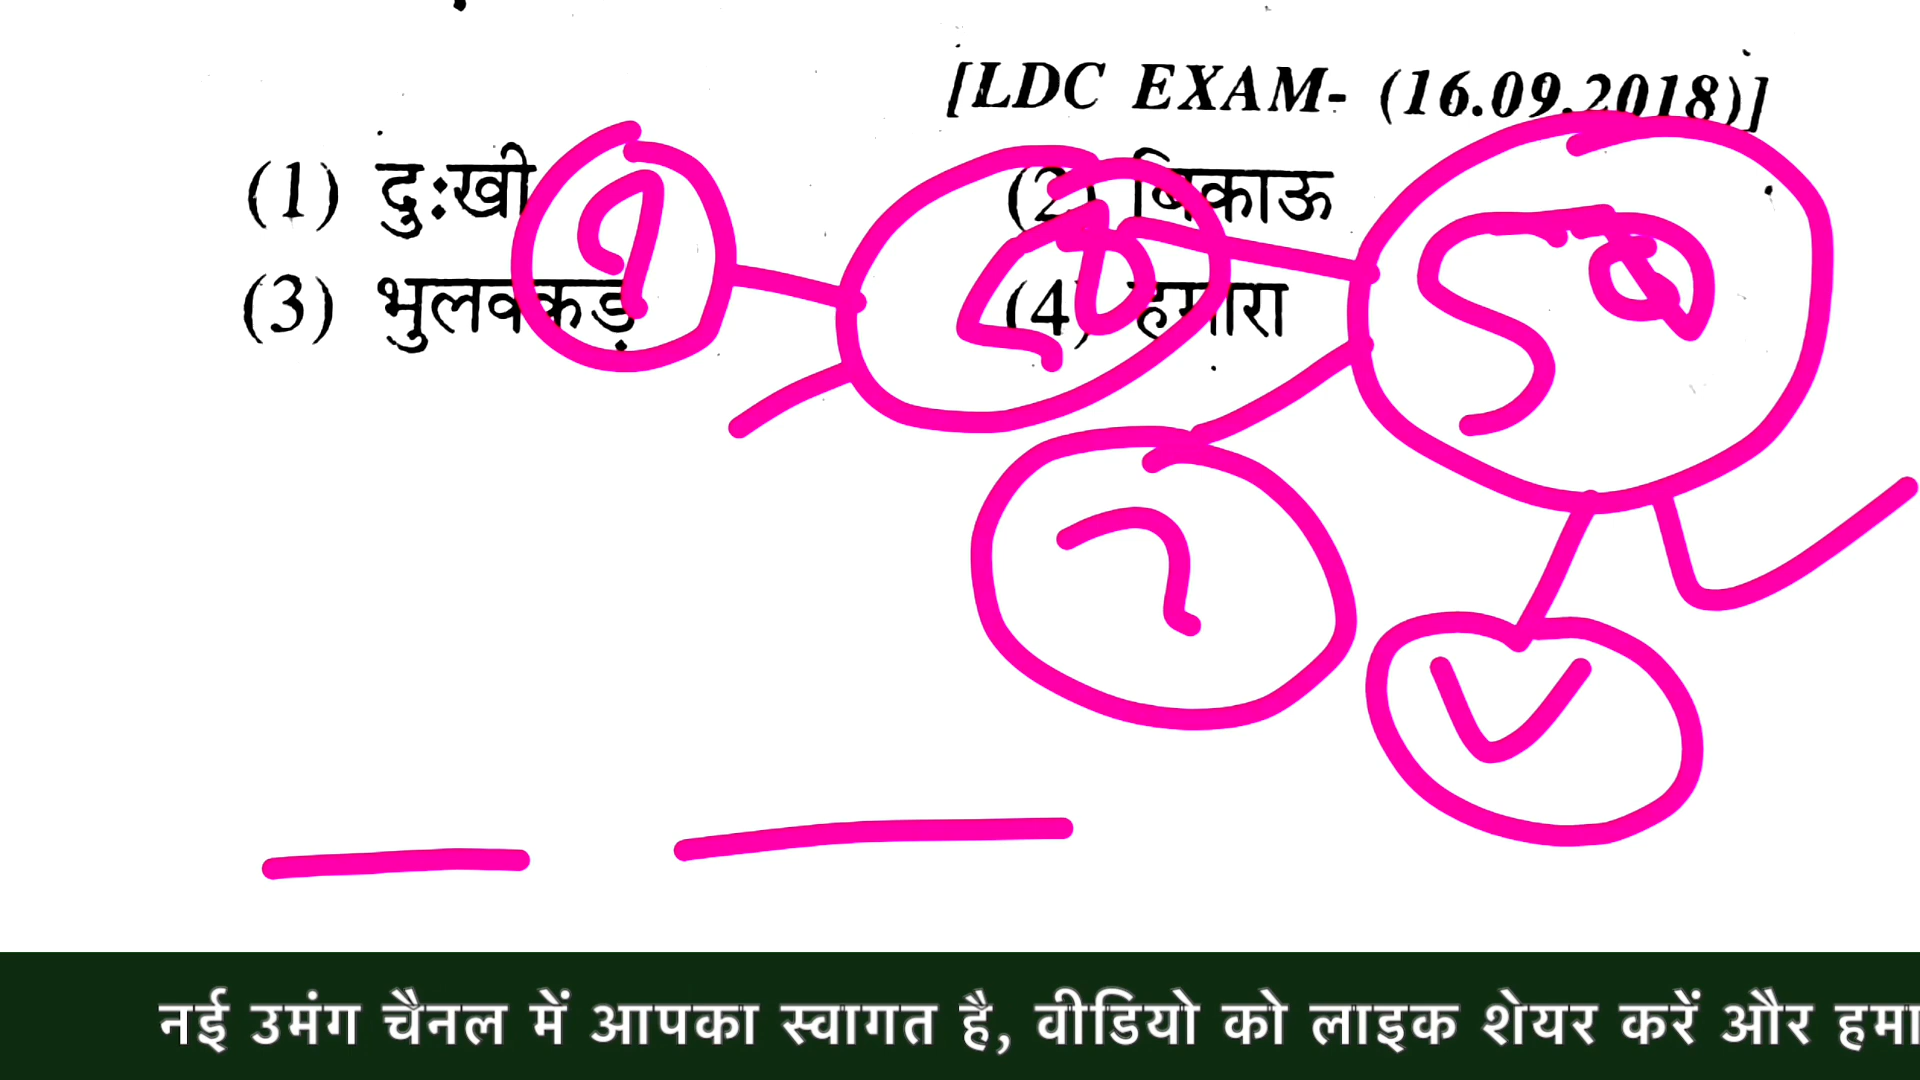 [LDC EXAM- (16.09.2018)]
(1) दुःखी (2) बिकाऊ
(3) भुलक्कड़ (4) हमारा
नई उमंग चैनल में आपका स्वागत है, वीडियो को लाइक शेयर करें और हमा